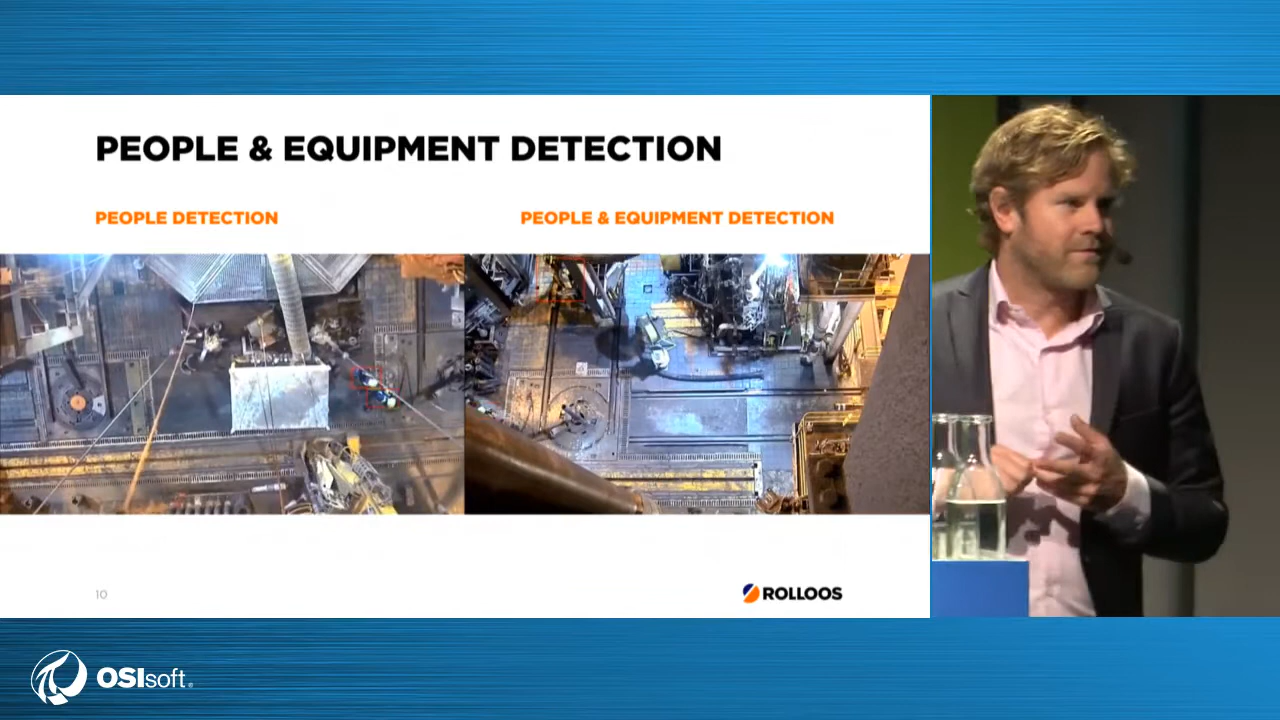 PEOPLE & EQUIPMENT DETECTION
PEOPLE DETECTION
PEOPLE & EQUIPMENT DETECTION
10
ROLLOOS
OSIsoft.